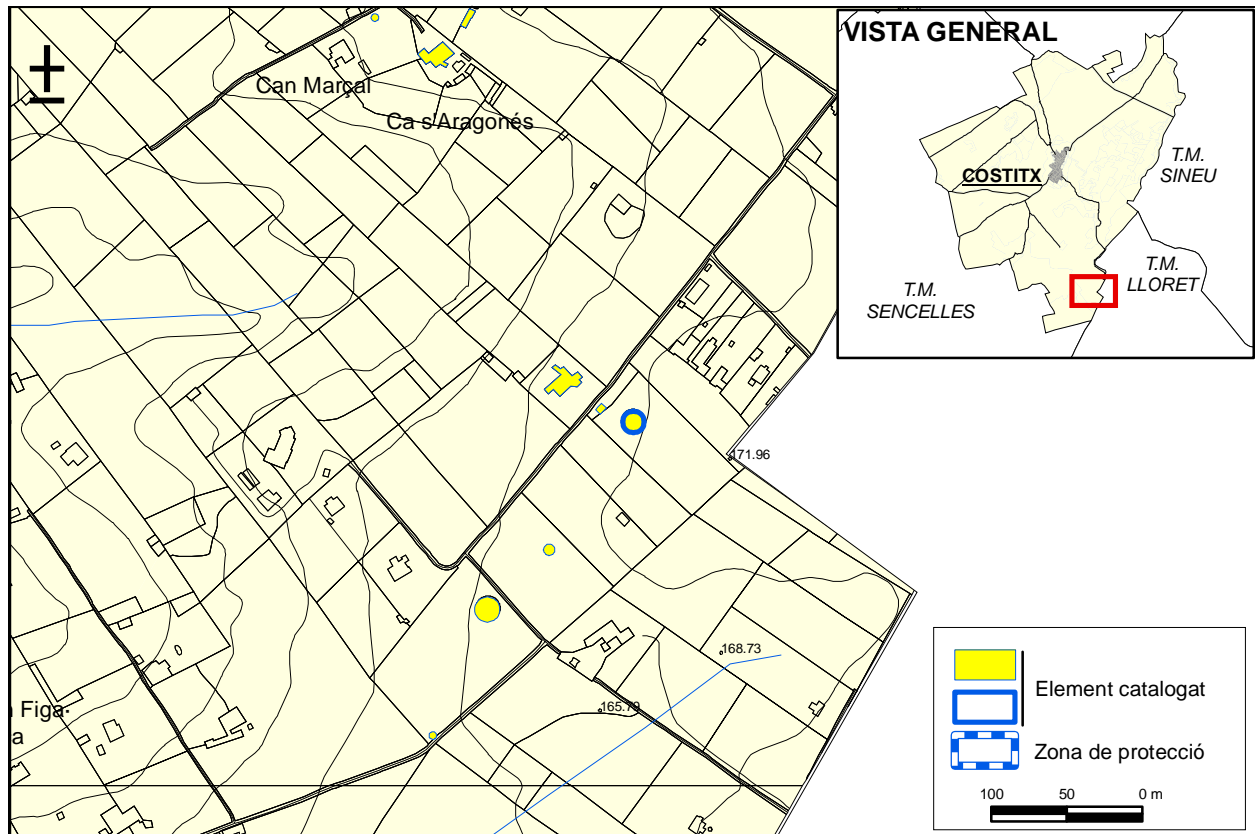 VISTA GENERAL
COSTITX
T.M.
SINEU
T.M.
LLORET
T.M.
SENCELLES
Can Marçal
Ca s'Aragonés
171.96
168.73
165.79
Figa·
a
Element catalogat
Zona de protecció
100 50 0 m